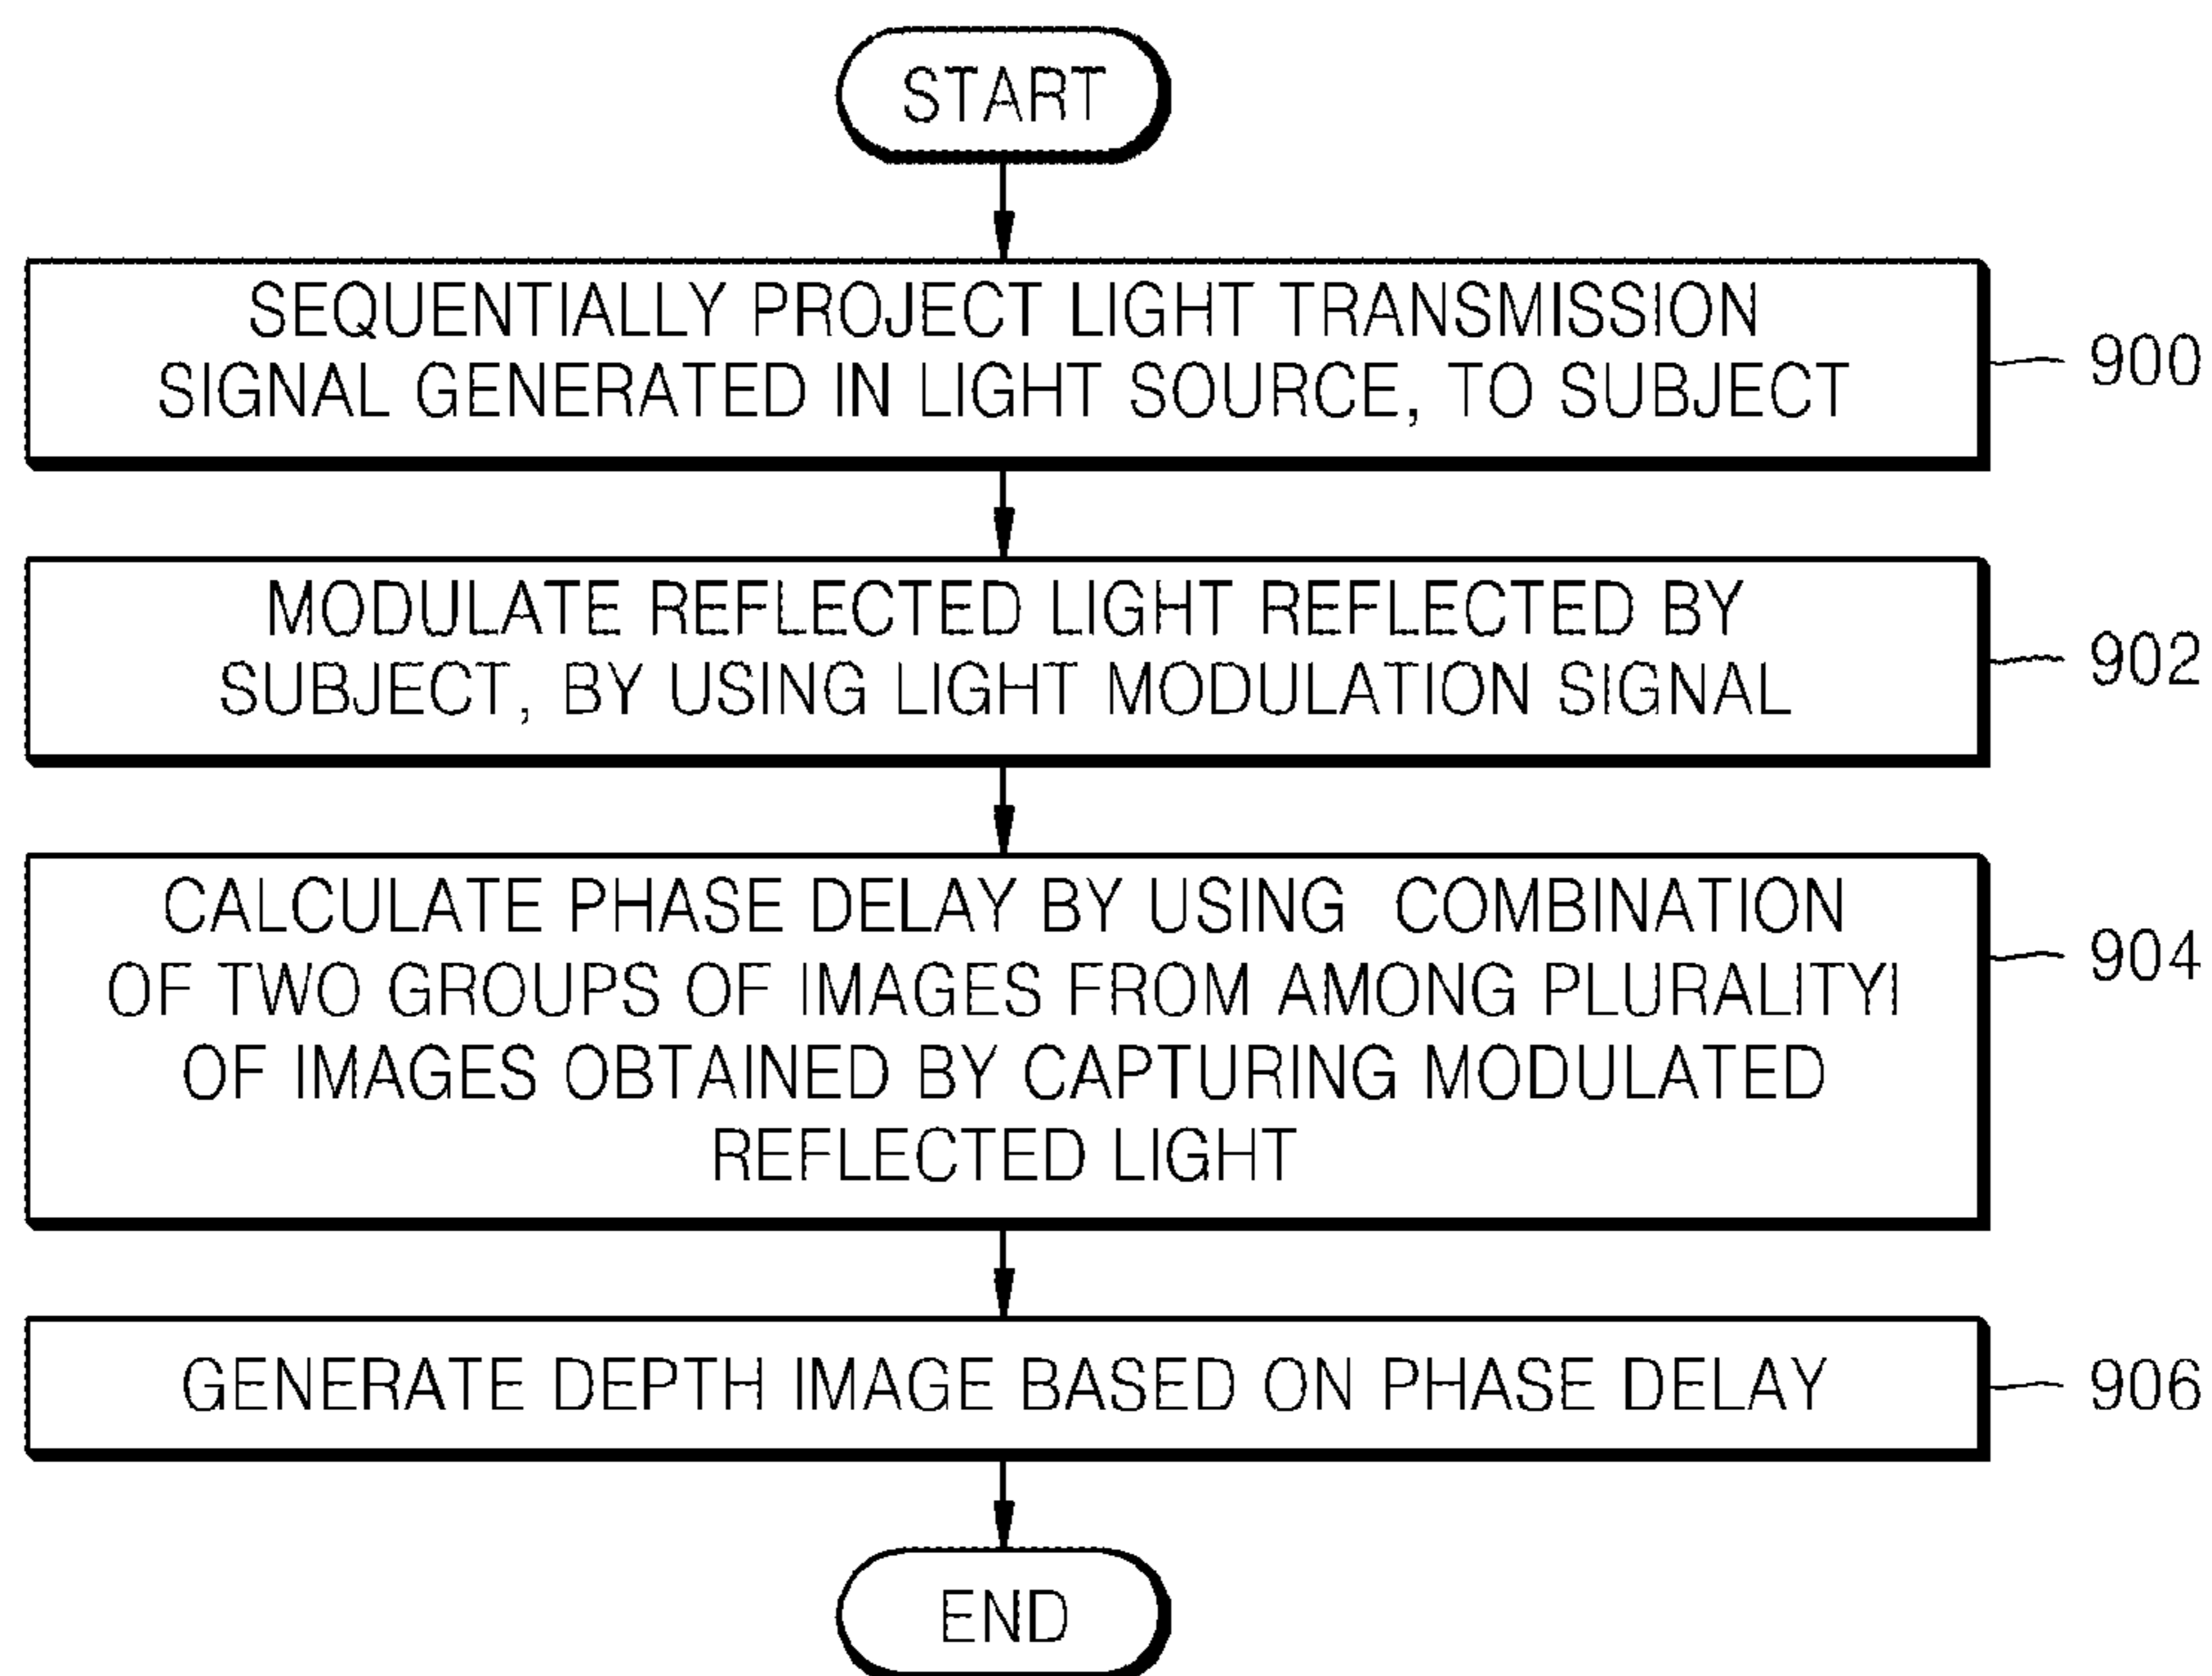 START
SEQUENTIALLY PROJECT LIGHT TRANSMISSION
SIGNAL GENERATED IN LIGHT SOURCE, TO SUBJECT
900
MODULATE REFLECTED LIGHT REFLECTED BY
SUBJECT, BY USING LIGHT MODULATION SIGNAL
902
CALCULATE PHASE DELAY BY USING COMBINATION
OF TWO GROUPS OF IMAGES FROM AMONG PLURALITYI
OF IMAGES OBTAINED BY CAPTURING MODULATED
REFLECTED LIGHT
904
GENERATE DEPTH IMAGE BASED ON PHASE DELAY
906
END